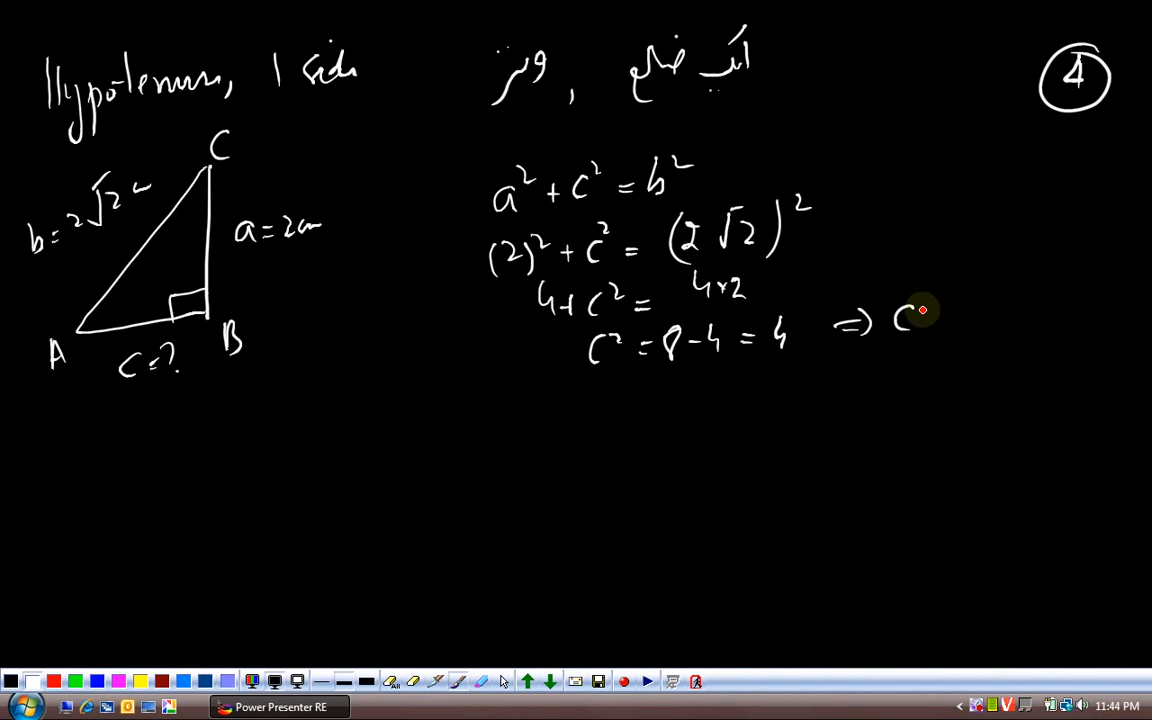 Hypotenuse, 1 side
ایک ضلع , وتر
4
C
b = 2√2 cm
a = 2cm
A
B
C = ?
a² + c² = b²
(2)² + c² = (2√2)²
4 + c² = 4×2
c² = 8 - 4 = 4 ⇒ C
Power Presenter RE
11:44 PM